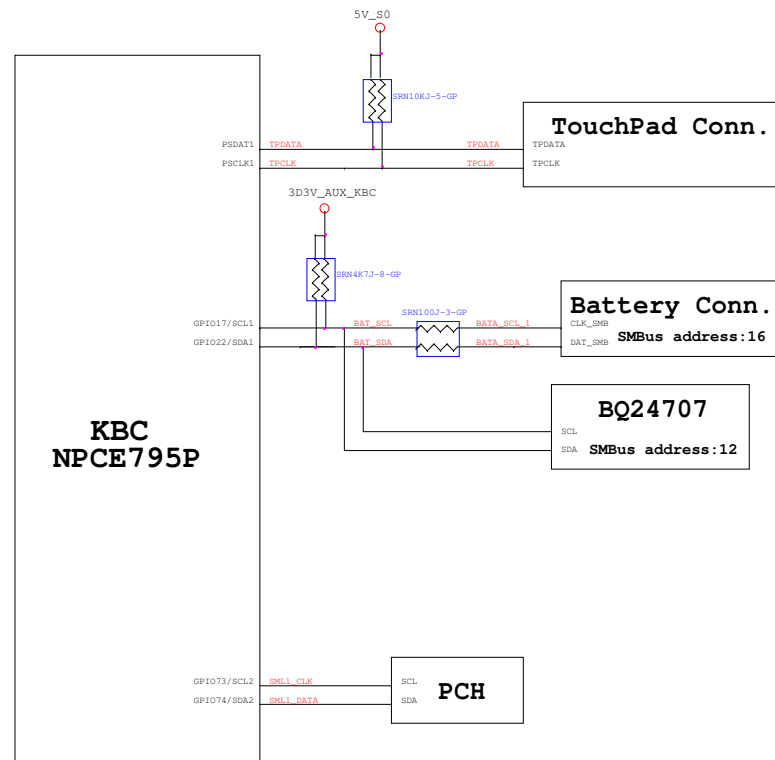 5V_S0
SRN10KJ-5-GP
TouchPad Conn.
PSDAT1 TPDATA TPDATA TPDATA
PSCLK1 TPCLK TPCLK TPCLK
3D3V_AUX_KBC
SRN4K7J-8-GP
SRN100J-3-GP
Battery Conn.
GPIO17/SCL1 BAT_SCL BATA_SCL_1 CLK_SMB
GPIO22/SDA1 BAT_SDA BATA_SDA_1 DAT_SMB
SMBus address:16
BQ24707
KBC
NPCE795P
SCL
SDA SMBus address:12
GPIO73/SCL2 SML1_CLK SCL
PCH
GPIO74/SDA2 SML1_DATA SDA